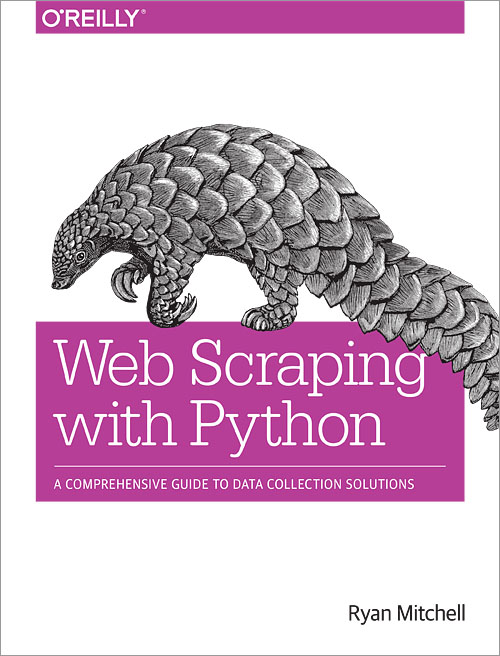 O'REILLY®
Web Scraping
with Python
A COMPREHENSIVE GUIDE TO DATA COLLECTION SOLUTIONS
Ryan Mitchell